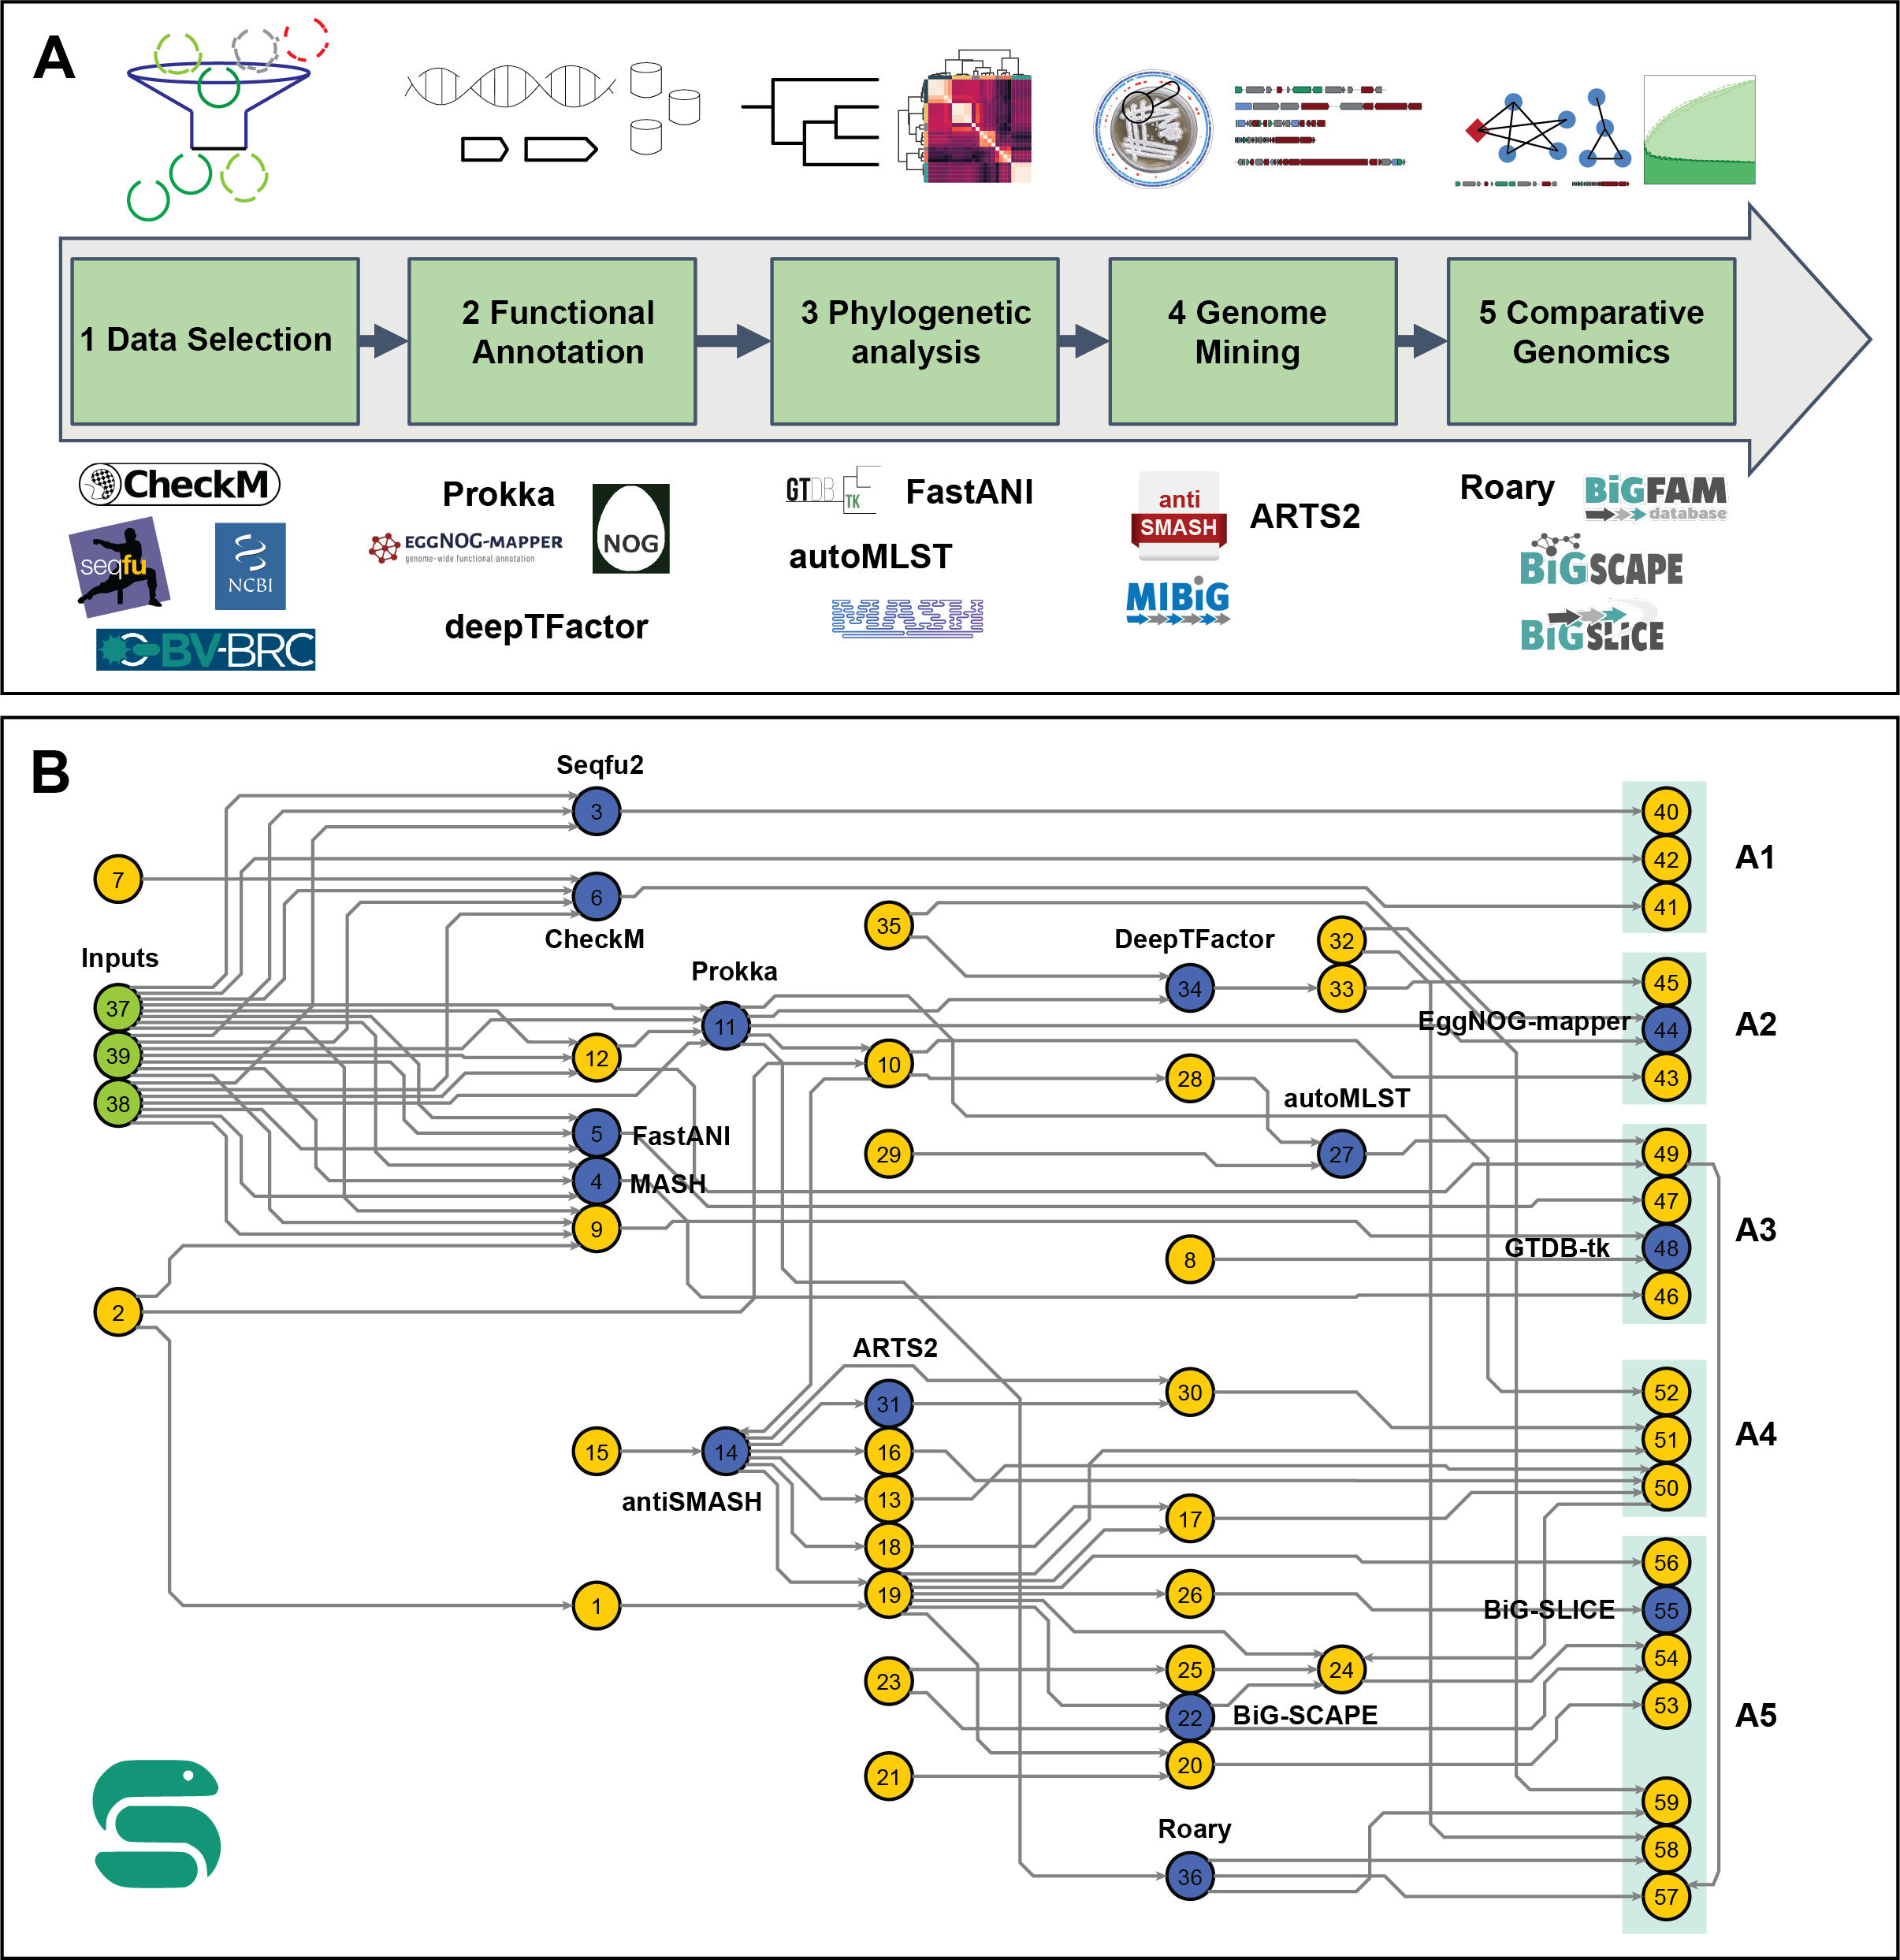 A
1 Data Selection
2 Functional
Annotation
3 Phylogenetic
analysis
4 Genome
Mining
5 Comparative
Genomics
CheckM
seqfu
NCBI
BV-BRC
Prokka
NOG
EGGNOG-MAPPER
genome-wide functional annotation
deepTFactor
GTDB
TK
FastANI
autoMLST
MASH
anti
SMASH
ARTS2
MIBiG
Roary
BiGFAM
database
BiGSCAPE
BiGSLiCE
B
Seqfu2
3
40
42
41
A1
7
6
CheckM
35
DeepTFactor
32
33
34
Inputs
37
39
38
Prokka
11
12
10
28
45
EggNOG-mapper
44
43
A2
5
FastANI
4
MASH
9
29
autoMLST
27
8
49
47
GTDB-tk
48
46
A3
2
ARTS2
31
16
13
18
19
15
14
antiSMASH
1
30
17
26
52
51
50
A4
23
21
25
22
BiG-SCAPE
20
24
56
BiG-SLICE
55
54
53
A5
Roary
36
59
58
57